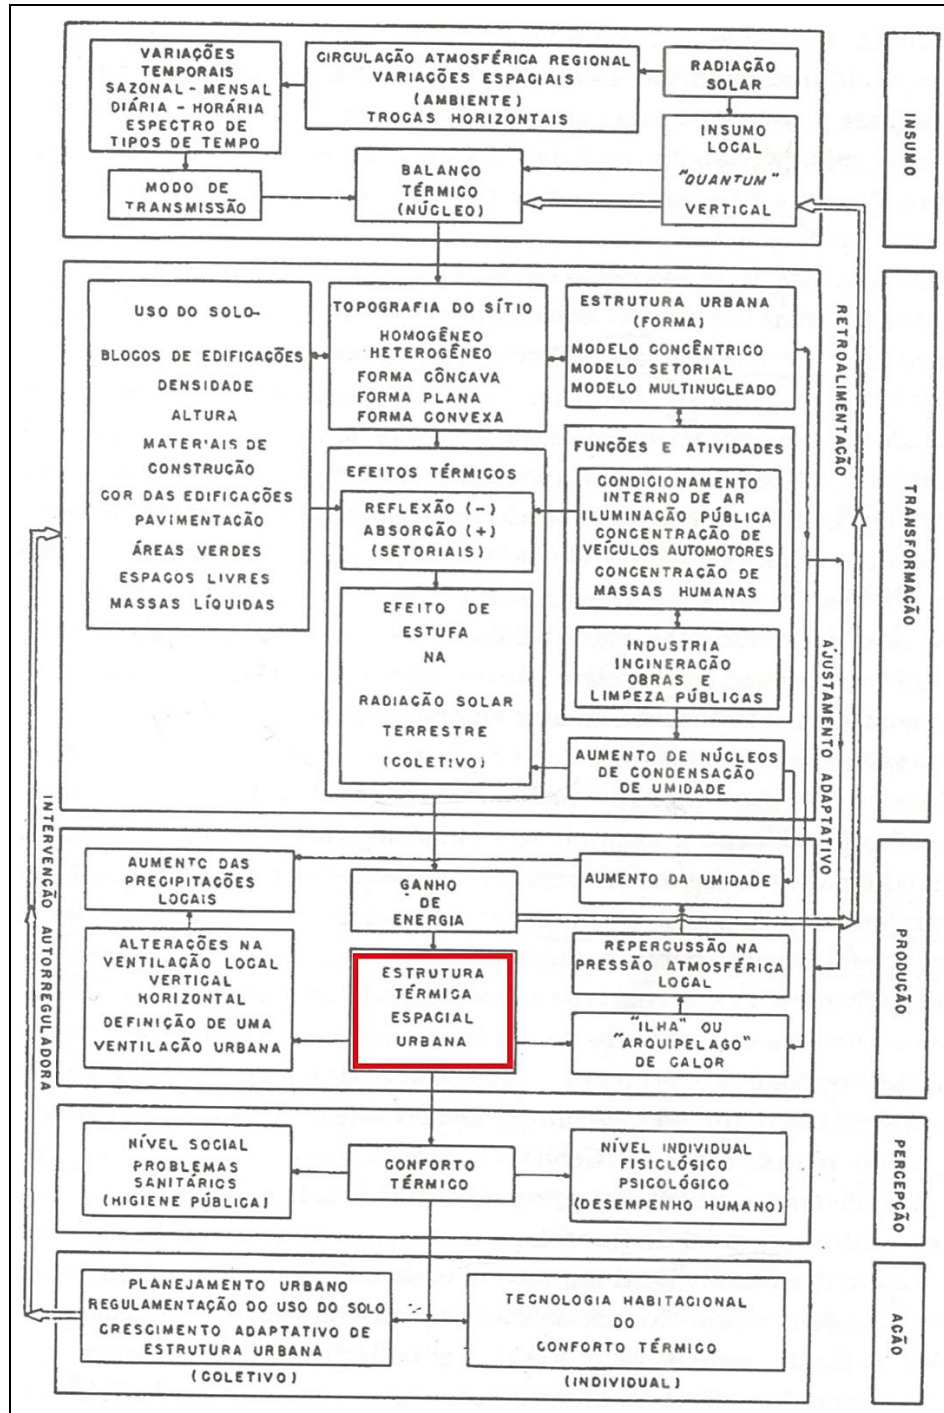 VARIAÇÕES
TEMPORAIS
SAZONAL - MENSAL
DIÁRIA - HORÁRIA
ESPECTRO DE
TIPOS DE TEMPO
CIRCULAÇÃO ATMOSFÉRICA REGIONAL
VARIAÇÕES ESPACIAIS
(AMBIENTE)
TROCAS HORIZONTAIS
RADIAÇÃO
SOLAR
MODO DE
TRANSMISSÃO
BALANÇO
TÉRMICO
(NÚCLEO)
INSUMO
LOCAL
"QUANTUM"
VERTICAL
INSUMO
USO DO SOLO-
BLOCOS DE EDIFICAÇÕES
DENSIDADE
ALTURA
MATERIAIS DE
CONSTRUÇÃO
COR DAS EDIFICAÇÕES
PAVIMENTAÇÃO
ÁREAS VERDES
ESPAÇOS LIVRES
MASSAS LÍQUIDAS
TOPOGRAFIA DO SÍTIO
HOMOGÊNEO
HETEROGÊNEO
FORMA CÔNCAVA
FORMA PLANA
FORMA CONVEXA
ESTRUTURA URBANA
(FORMA)
MODELO CONCÊNTRICO
MODELO SETORIAL
MODELO MULTINUCLEADO
EFEITOS TÉRMICOS
REFLEXÃO (-)
ABSORÇÃO (+)
(SETORIAIS)
EFEITO DE
ESTUFA
NA
RADIAÇÃO SOLAR
TERRESTRE
(COLETIVO)
FUNÇÕES E ATIVIDADES
CONDICIONAMENTO
INTERNO DE AR
ILUMINAÇÃO PÚBLICA
CONCENTRAÇÃO DE
VEÍCULOS AUTOMOTORES
CONCENTRAÇÃO DE
MASSAS HUMANAS
INDUSTRIA
INCINERAÇÃO
OBRAS E
LIMPEZA PÚBLICAS
AUMENTO DE NÚCLEOS
DE CONDENSAÇÃO
DE UMIDADE
RETROALIMENTAÇÃO
AJUSTAMENTO ADAPTATIVO
TRANSFORMAÇÃO
INTERVENÇÃO AUTORREGULADORA
AUMENTO DAS
PRECIPITAÇÕES
LOCAIS
GANHO
DE
ENERGIA
AUMENTO DA UMIDADE
ALTERAÇÕES NA
VENTILAÇÃO LOCAL
VERTICAL
HORIZONTAL
DEFINIÇÃO DE UMA
VENTILAÇÃO URBANA
ESTRUTURA
TÉRMICA
ESPACIAL
URBANA
REPERCUSSÃO NA
PRESSÃO ATMOSFÉRICA
LOCAL
"ILHA" OU
"ARQUIPELAGO"
DE CALOR
PRODUÇÃO
NÍVEL SOCIAL
PROBLEMAS
SANITÁRIOS
(HIGIENE PÚBLICA)
CONFORTO
TÉRMICO
NÍVEL INDIVIDUAL
FISIOLÓGICO
PSICOLÓGICO
(DESEMPENHO HUMANO)
PERCEPÇÃO
PLANEJAMENTO URBANO
REGULAMENTAÇÃO DO USO DO SOLO
CRESCIMENTO ADAPTATIVO DE
ESTRUTURA URBANA
(COLETIVO)
TECNOLOGIA HABITACIONAL
DO
CONFORTO TÉRMICO
(INDIVIDUAL)
AÇÃO